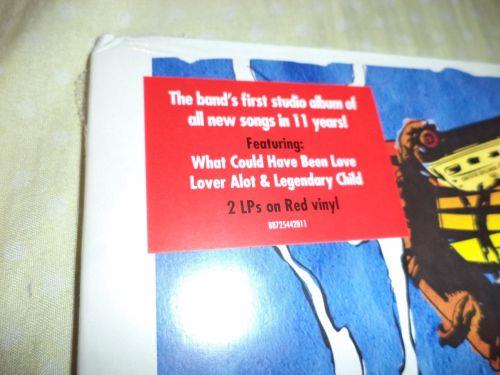 The band's first studio album of
all new songs in 11 years!
Featuring:
What Could Have Been Love
Lover Alot & Legendary Child
2 LPs on Red vinyl
88725442811